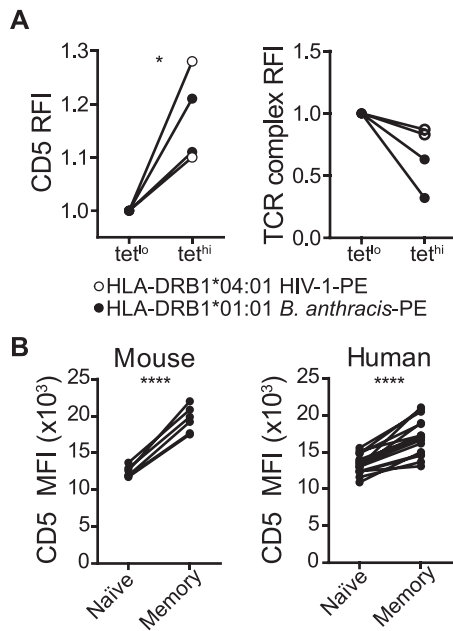 A
CD5 RFI
1.3
1.2
1.1
1.0
*
tetlo
tethi
TCR complex RFI
1.0
0.5
0.0
tetlo
tethi
○HLA-DRB1*04:01 HIV-1-PE
●HLA-DRB1*01:01 B. anthracis-PE
B
Mouse
****
CD5 MFI (x10³)
25
20
15
10
5
0
Naïve
Memory
Human
****
CD5 MFI (x10³)
25
20
15
10
5
0
Naïve
Memory